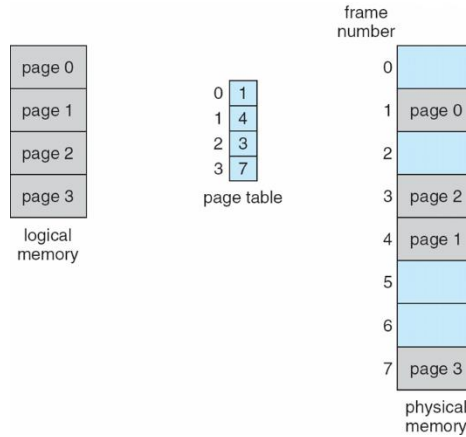 frame
number
page 0
page 1
page 2
page 3
logical
memory
0 1
1 4
2 3
3 7
page table
0
1 page 0
2
3 page 2
4 page 1
5
6
7 page 3
physical
memory